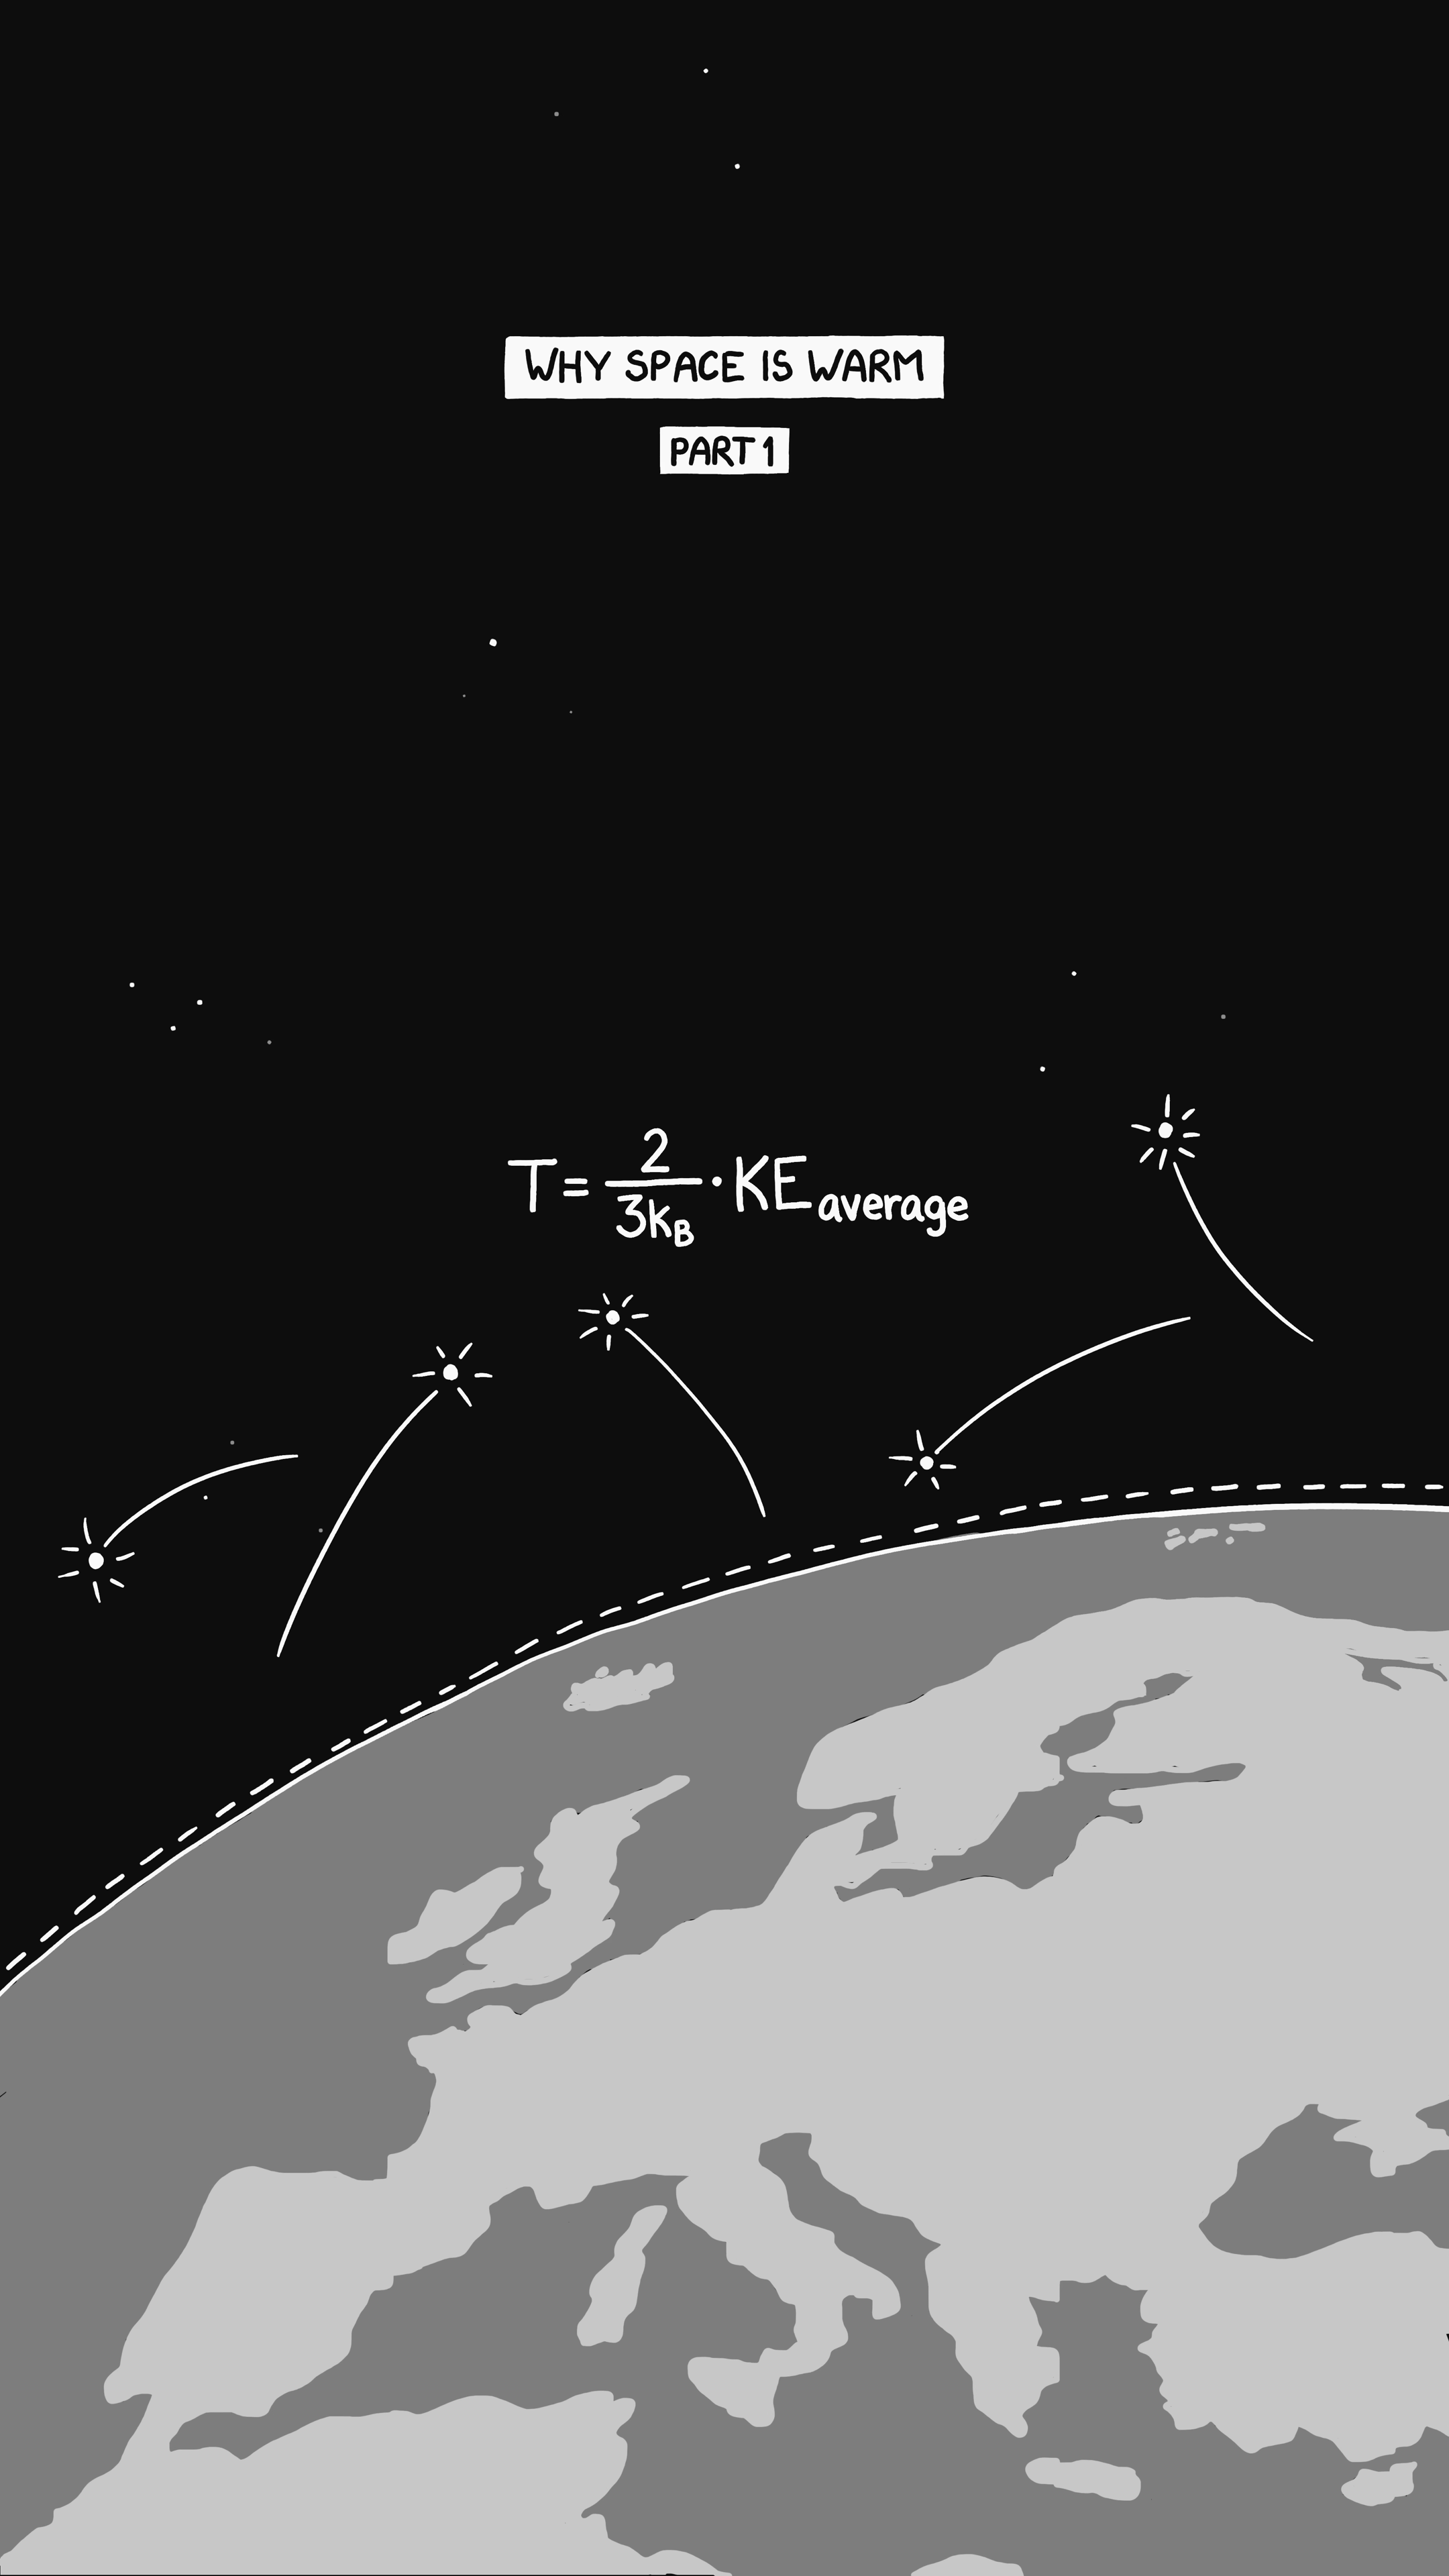 WHY SPACE IS WARM
PART 1
T = 2/3k_B · KE_average